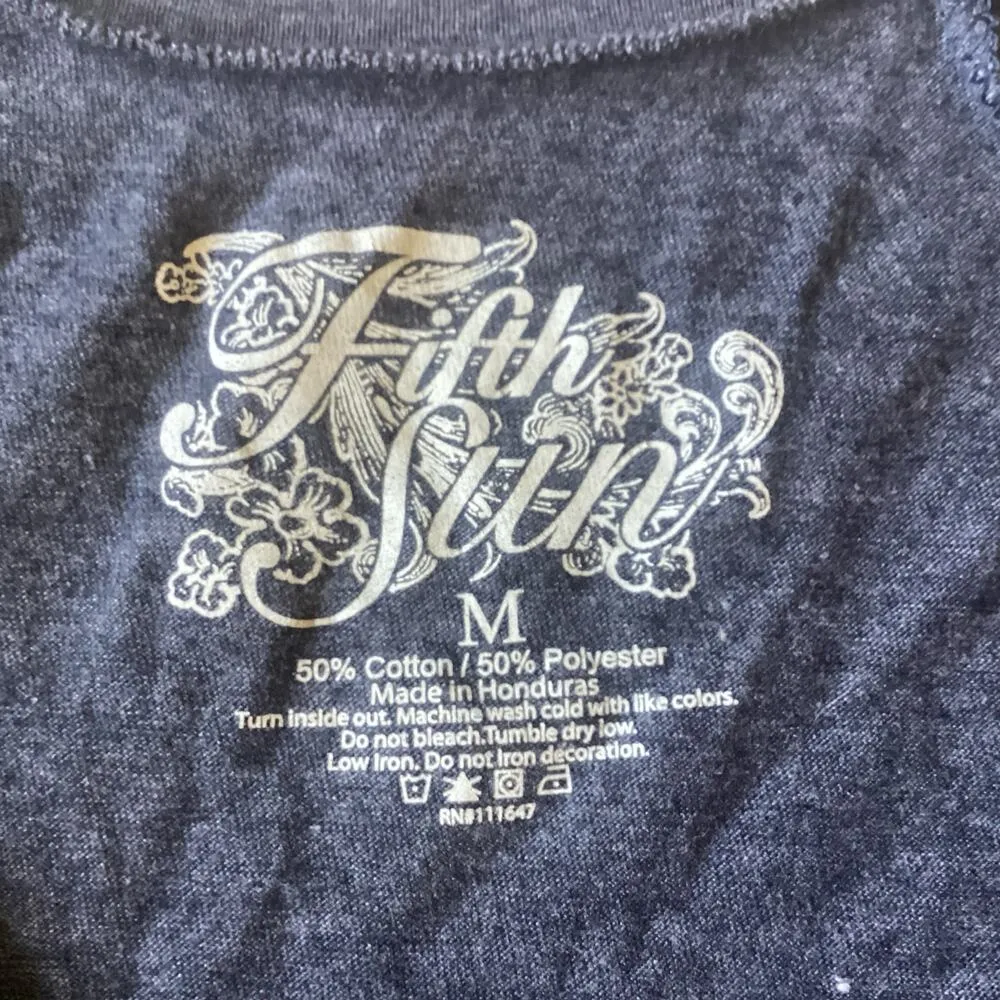 Fifth
Sun™
M
50% Cotton / 50% Polyester
Made in Honduras
Turn inside out. Machine wash cold with like colors.
Do not bleach.Tumble dry low.
Low Iron. Do not Iron decoration.
RN#111647